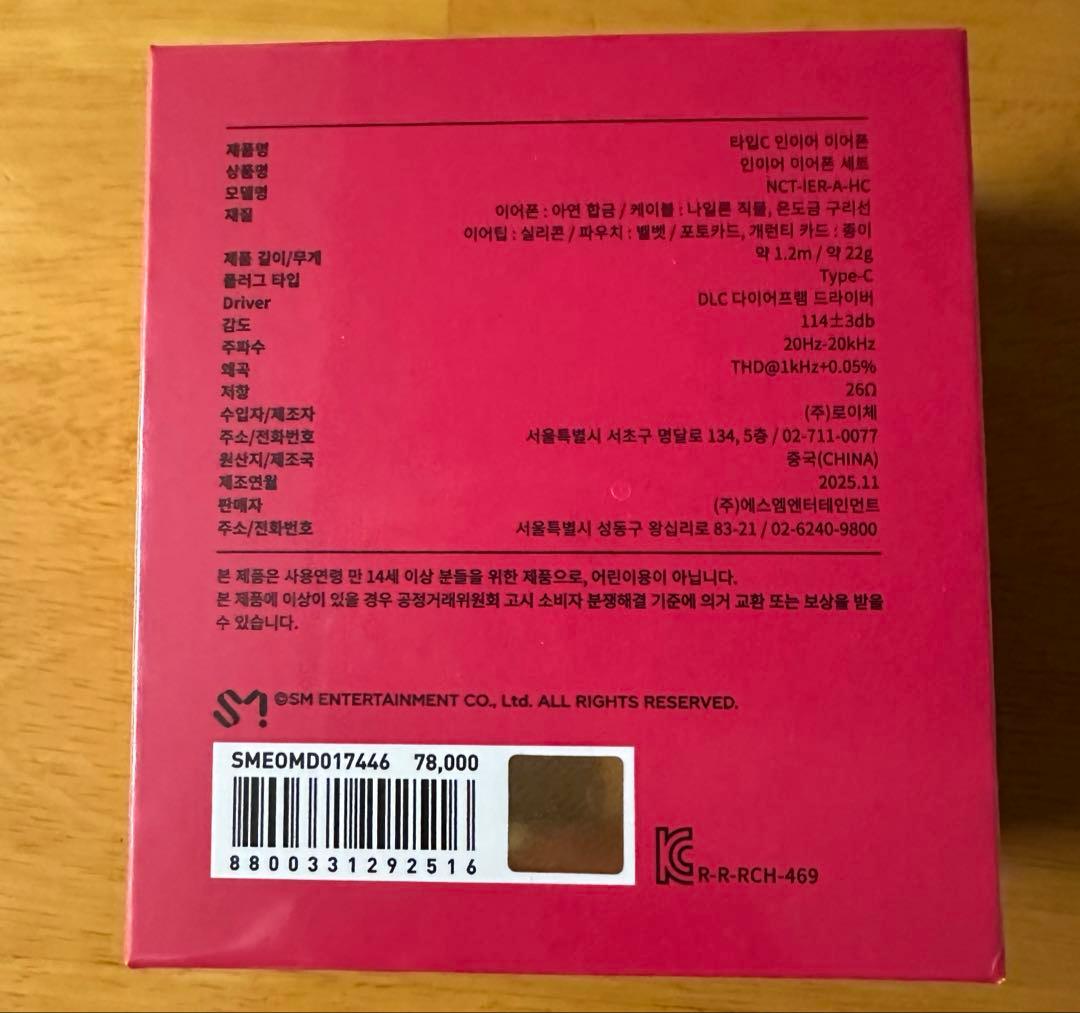 제품명 타입C 인이어 이어폰
상품명 인이어 이어폰 세트
모델명 NCT-IER-A-HC
재질 이어폰 : 아연 합금 / 케이블 : 나일론 직물, 은도금 구리선
이어팁 : 실리콘 / 파우치 : 벨벳 / 포토카드, 개런티 카드 : 종이
제품 길이/무게 약 1.2m / 약 22g
플러그 타입 Type-C
Driver DLC 다이어프램 드라이버
감도 114±3db
주파수 20Hz-20kHz
왜곡 THD@1kHz+0.05%
저항 26Ω
수입자/제조자 (주)로이체
주소/전화번호 서울특별시 서초구 명달로 134, 5층 / 02-711-0077
원산지/제조국 중국(CHINA)
제조연월 2025.11
판매자 (주)에스엠엔터테인먼트
주소/전화번호 서울특별시 성동구 왕십리로 83-21 / 02-6240-9800
본 제품은 사용연령 만 14세 이상 분들을 위한 제품으로, 어린이용이 아닙니다.
본 제품에 이상이 있을 경우 공정거래위원회 고시 소비자 분쟁해결 기준에 의거 교환 또는 보상을 받을
수 있습니다.
SM ©SM ENTERTAINMENT CO., Ltd. ALL RIGHTS RESERVED.
SMEOMD017446 78,000
8800331292516
KC R-R-RCH-469